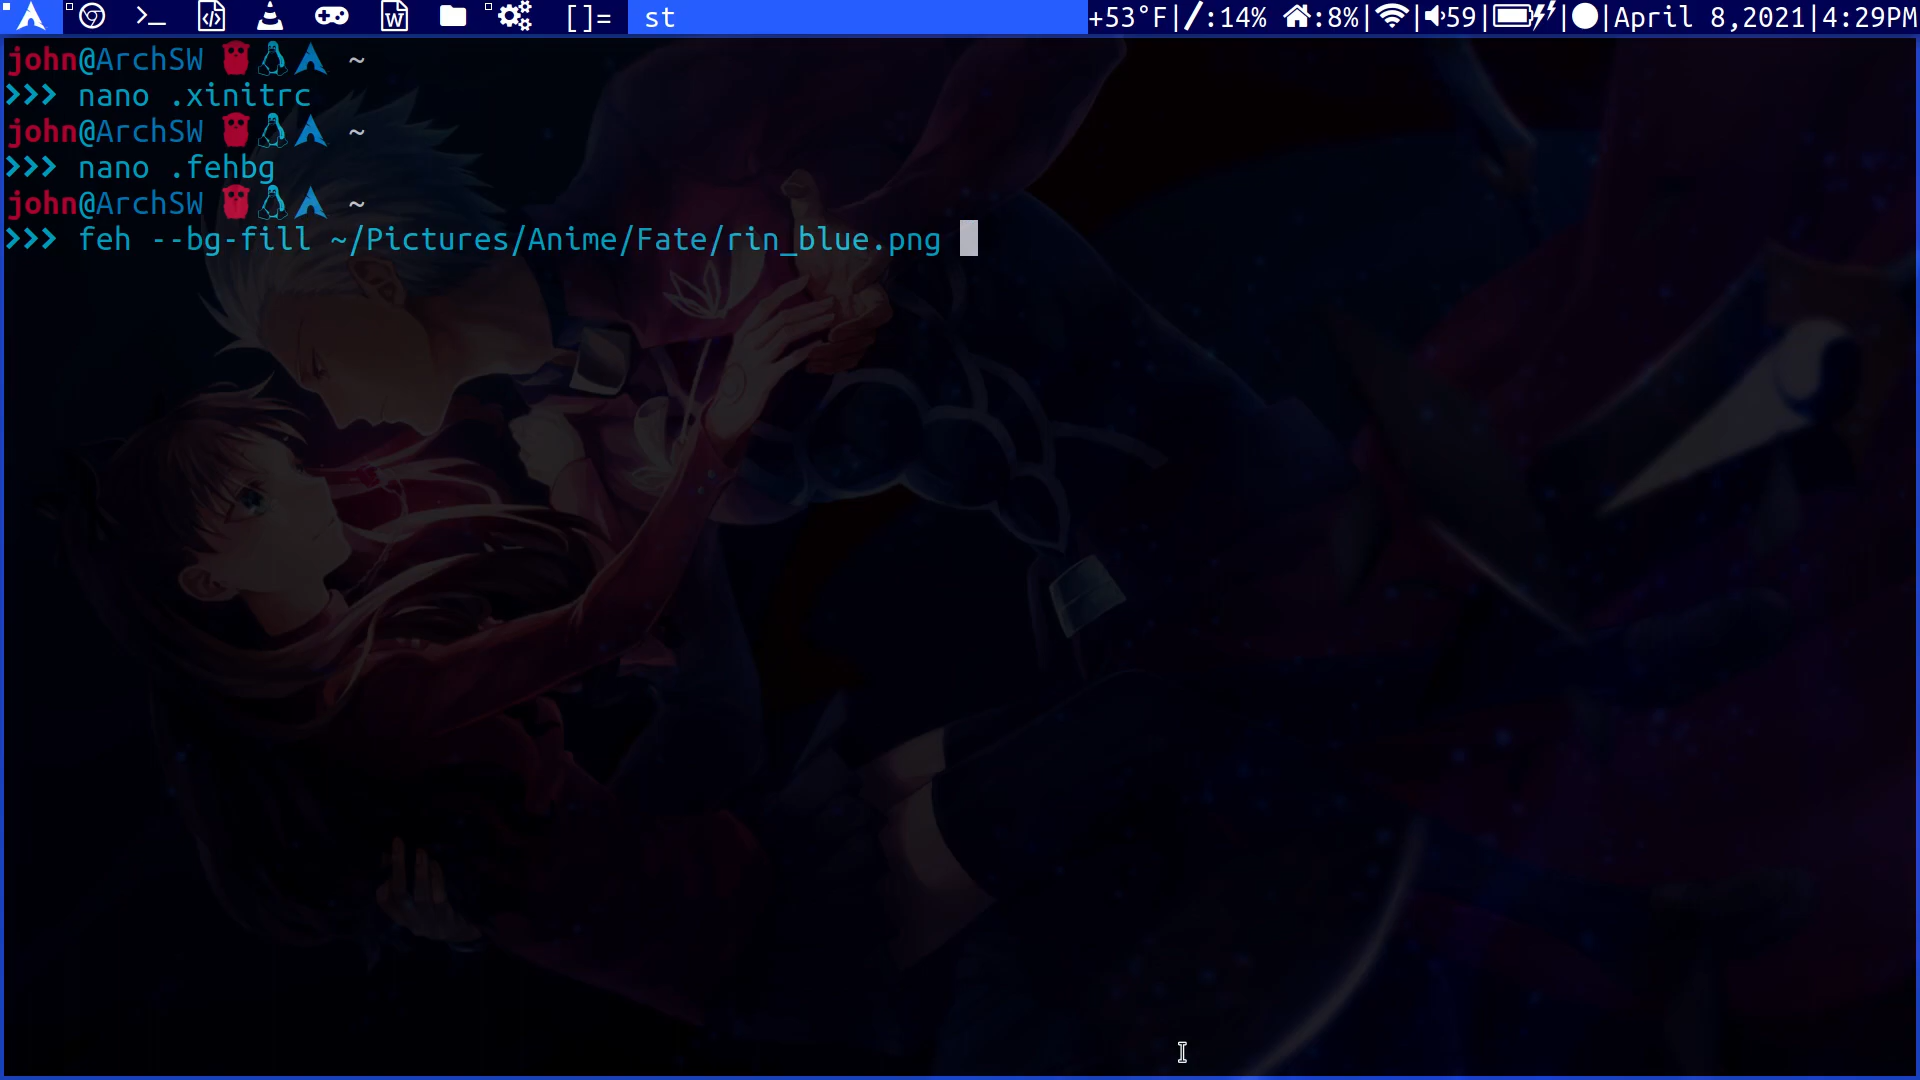 []= st +53°F|/:14% :8%| | 59| | |April 8,2021|4:29PM
john@ArchSW ~
>>> nano .xinitrc
john@ArchSW ~
>>> nano .fehbg
john@ArchSW ~
>>> feh --bg-fill ~/Pictures/Anime/Fate/rin_blue.png